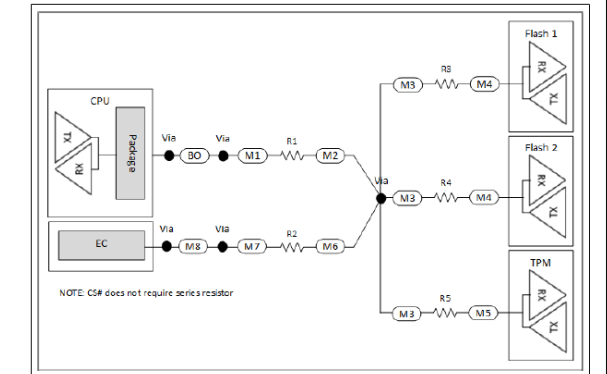 Flash 1
RX
TX
R3
M3
M4
CPU
TX
RX
Package
Via
BO
Via
M1
R1
M2
Flash 2
RX
TX
Via
M3
R4
M4
EC
Via
M8
Via
M7
R2
M6
TPM
RX
TX
M3
R5
M5
NOTE: CS# does not require series resistor